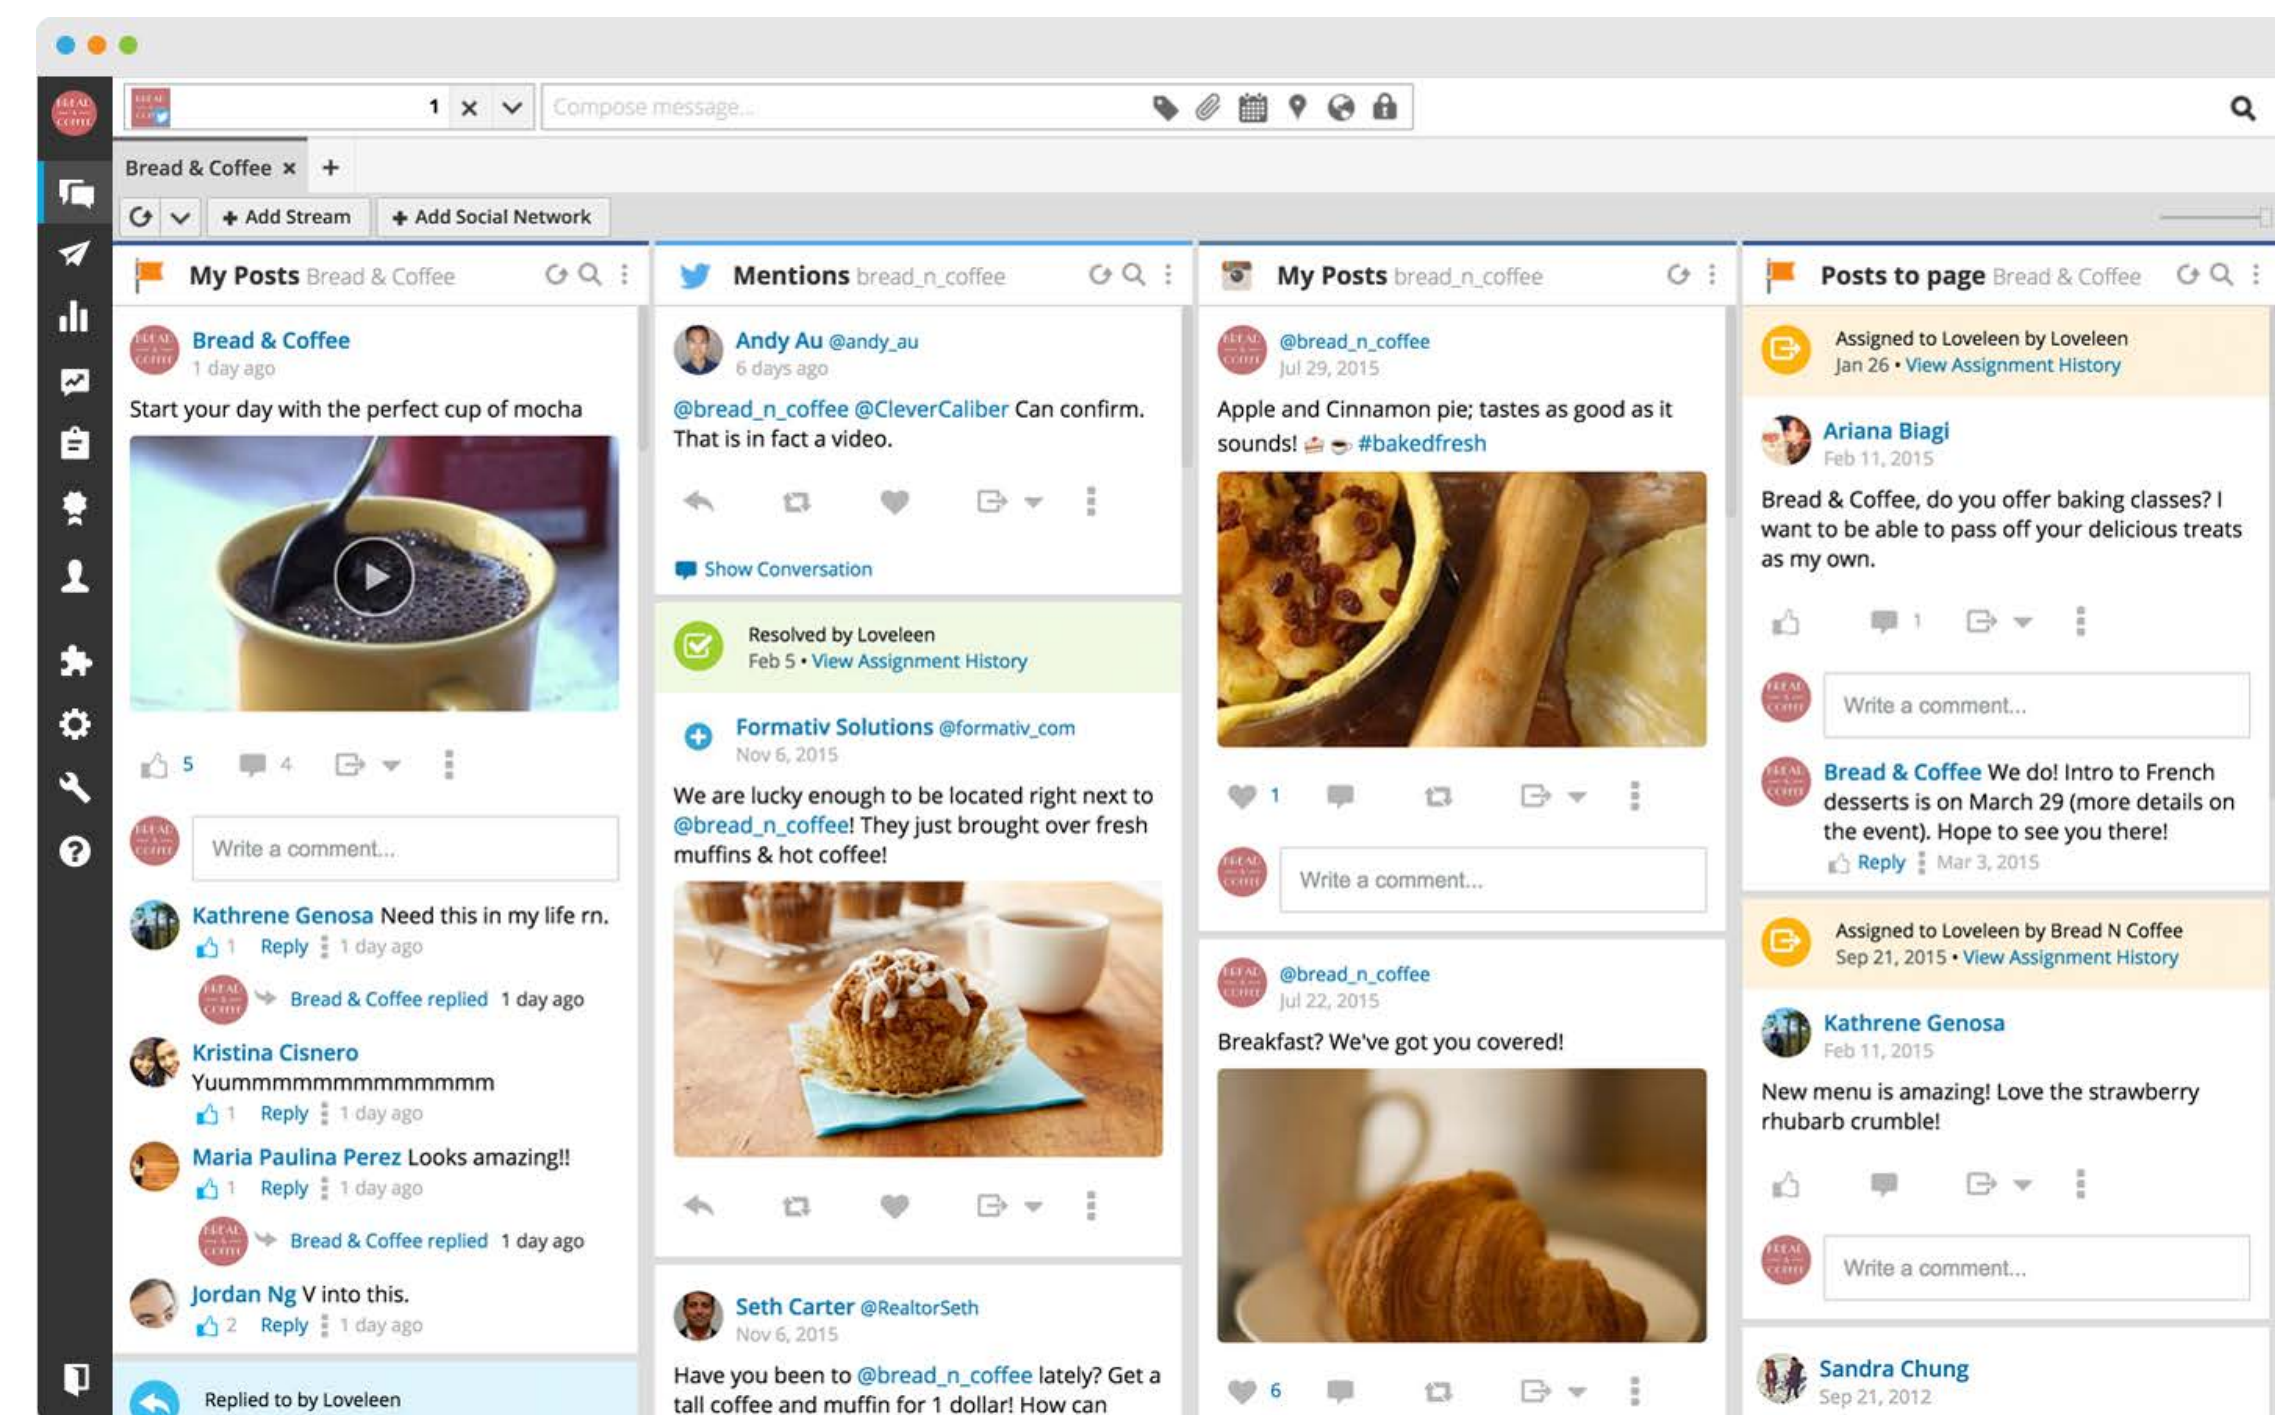 1
Compose message...
Bread & Coffee
Add Stream
Add Social Network
My Posts Bread & Coffee
Bread & Coffee
1 day ago
Start your day with the perfect cup of mocha
5
4
Write a comment...
Kathrene Genosa Need this in my life rn.
1 Reply 1 day ago
Bread & Coffee replied 1 day ago
Kristina Cisnero
Yuummmmmmmmmmmmmm
1 Reply 1 day ago
Maria Paulina Perez Looks amazing!!
1 Reply 1 day ago
Bread & Coffee replied 1 day ago
Jordan Ng V into this.
2 Reply 1 day ago
Replied to by Loveleen
Mentions bread_n_coffee
Andy Au @andy_au
6 days ago
@bread_n_coffee @CleverCaliber Can confirm.
That is in fact a video.
Show Conversation
Resolved by Loveleen
Feb 5 • View Assignment History
Formativ Solutions @formativ_com
Nov 6, 2015
We are lucky enough to be located right next to
@bread_n_coffee! They just brought over fresh
muffins & hot coffee!
Seth Carter @RealtorSeth
Nov 6, 2015
Have you been to @bread_n_coffee lately? Get a
tall coffee and muffin for 1 dollar! How can
My Posts bread_n_coffee
@bread_n_coffee
Jul 29, 2015
Apple and Cinnamon pie; tastes as good as it
sounds! 🍰 ☕ #bakedfresh
1
Write a comment...
@bread_n_coffee
Jul 22, 2015
Breakfast? We've got you covered!
6
Posts to page Bread & Coffee
Assigned to Loveleen by Loveleen
Jan 26 • View Assignment History
Ariana Biagi
Feb 11, 2015
Bread & Coffee, do you offer baking classes? I
want to be able to pass off your delicious treats
as my own.
1
Write a comment...
Bread & Coffee We do! Intro to French
desserts is on March 29 (more details on
the event). Hope to see you there!
Reply Mar 3, 2015
Assigned to Loveleen by Bread N Coffee
Sep 21, 2015 • View Assignment History
Kathrene Genosa
Feb 11, 2015
New menu is amazing! Love the strawberry
rhubarb crumble!
Write a comment...
Sandra Chung
Sep 21, 2012